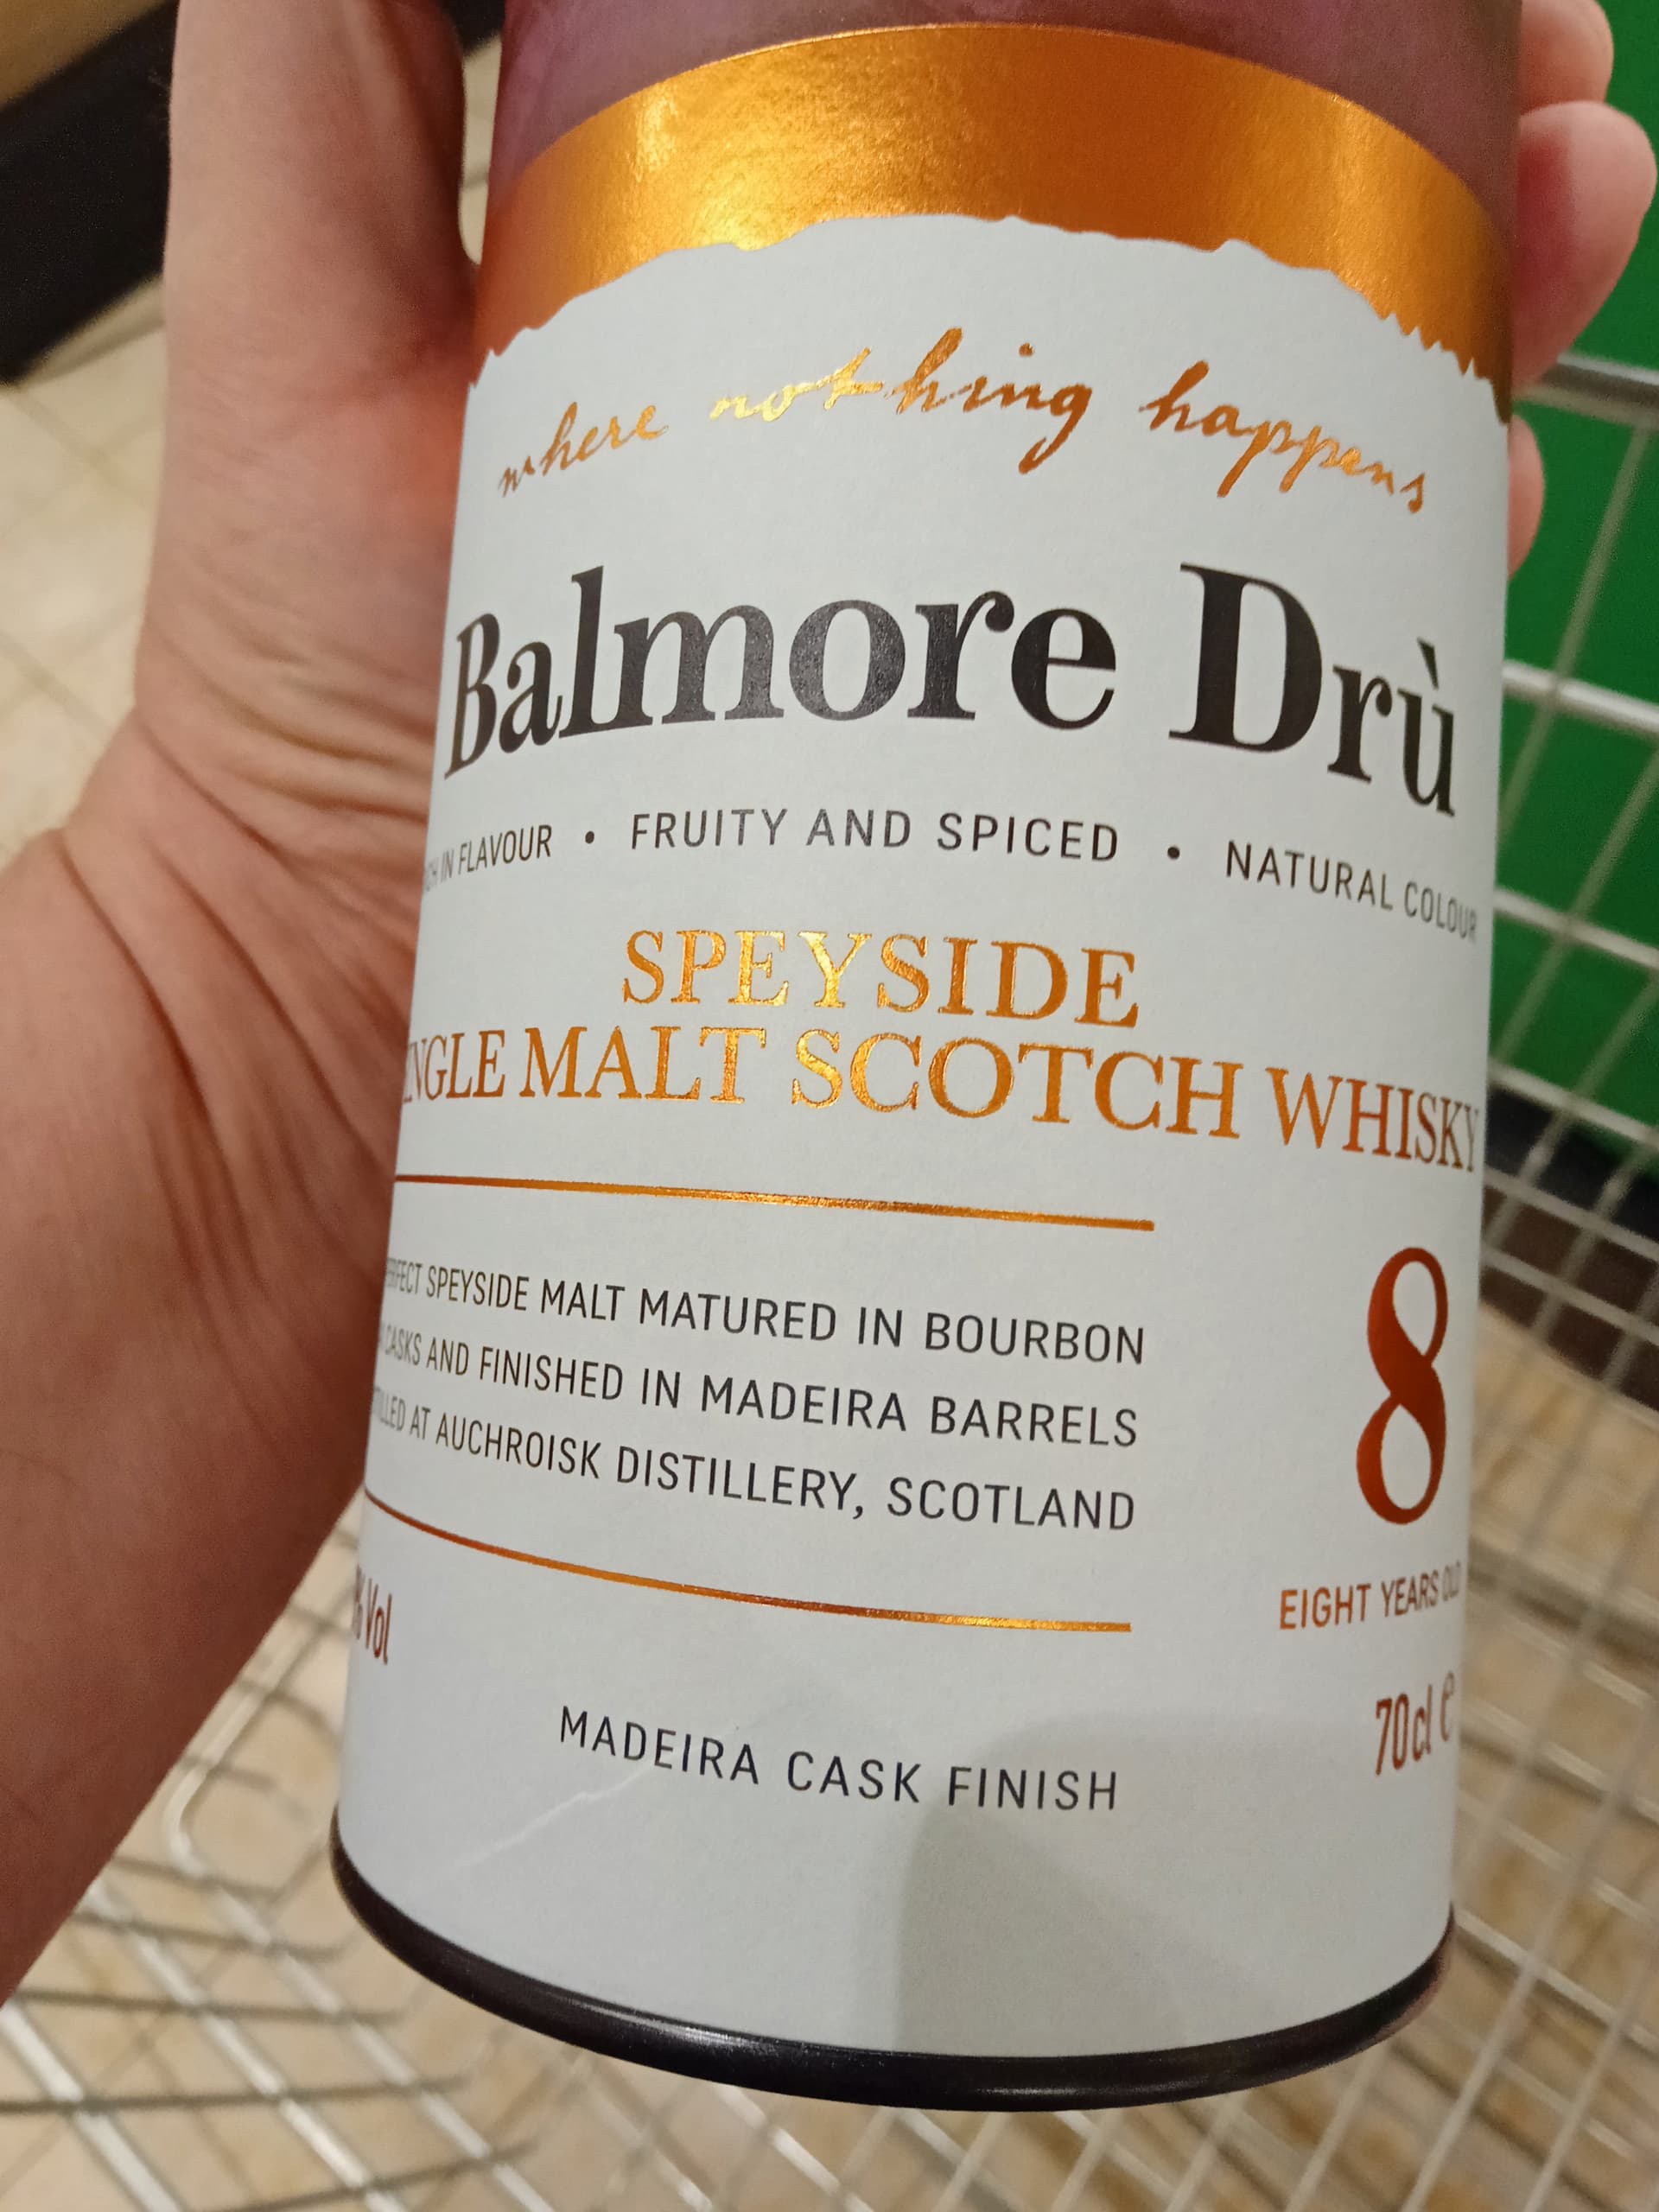 where nothing happens
Balmore Drù
IN FLAVOUR • FRUITY AND SPICED • NATURAL COLOUR
SPEYSIDE
MALT SCOTCH WHISKY
SPEYSIDE MALT MATURED IN BOURBON
CASKS AND FINISHED IN MADEIRA BARRELS
AT AUCHROISK DISTILLERY, SCOTLAND
8
EIGHT YEARS OLD
% Vol
70cl e
MADEIRA CASK FINISH